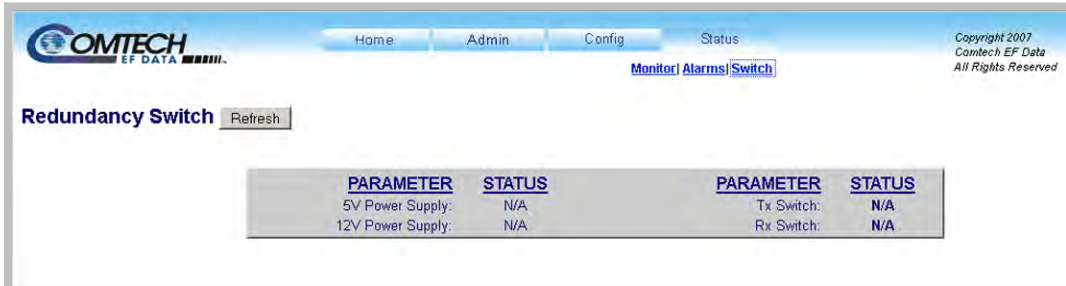 COMTECH
EF DATA
Home Admin Config Status
Monitor| Alarms| Switch
Copyright 2007
Comtech EF Data
All Rights Reserved
Redundancy Switch Refresh
PARAMETER STATUS PARAMETER STATUS
5V Power Supply: N/A Tx Switch: N/A
12V Power Supply: N/A Rx Switch: N/A